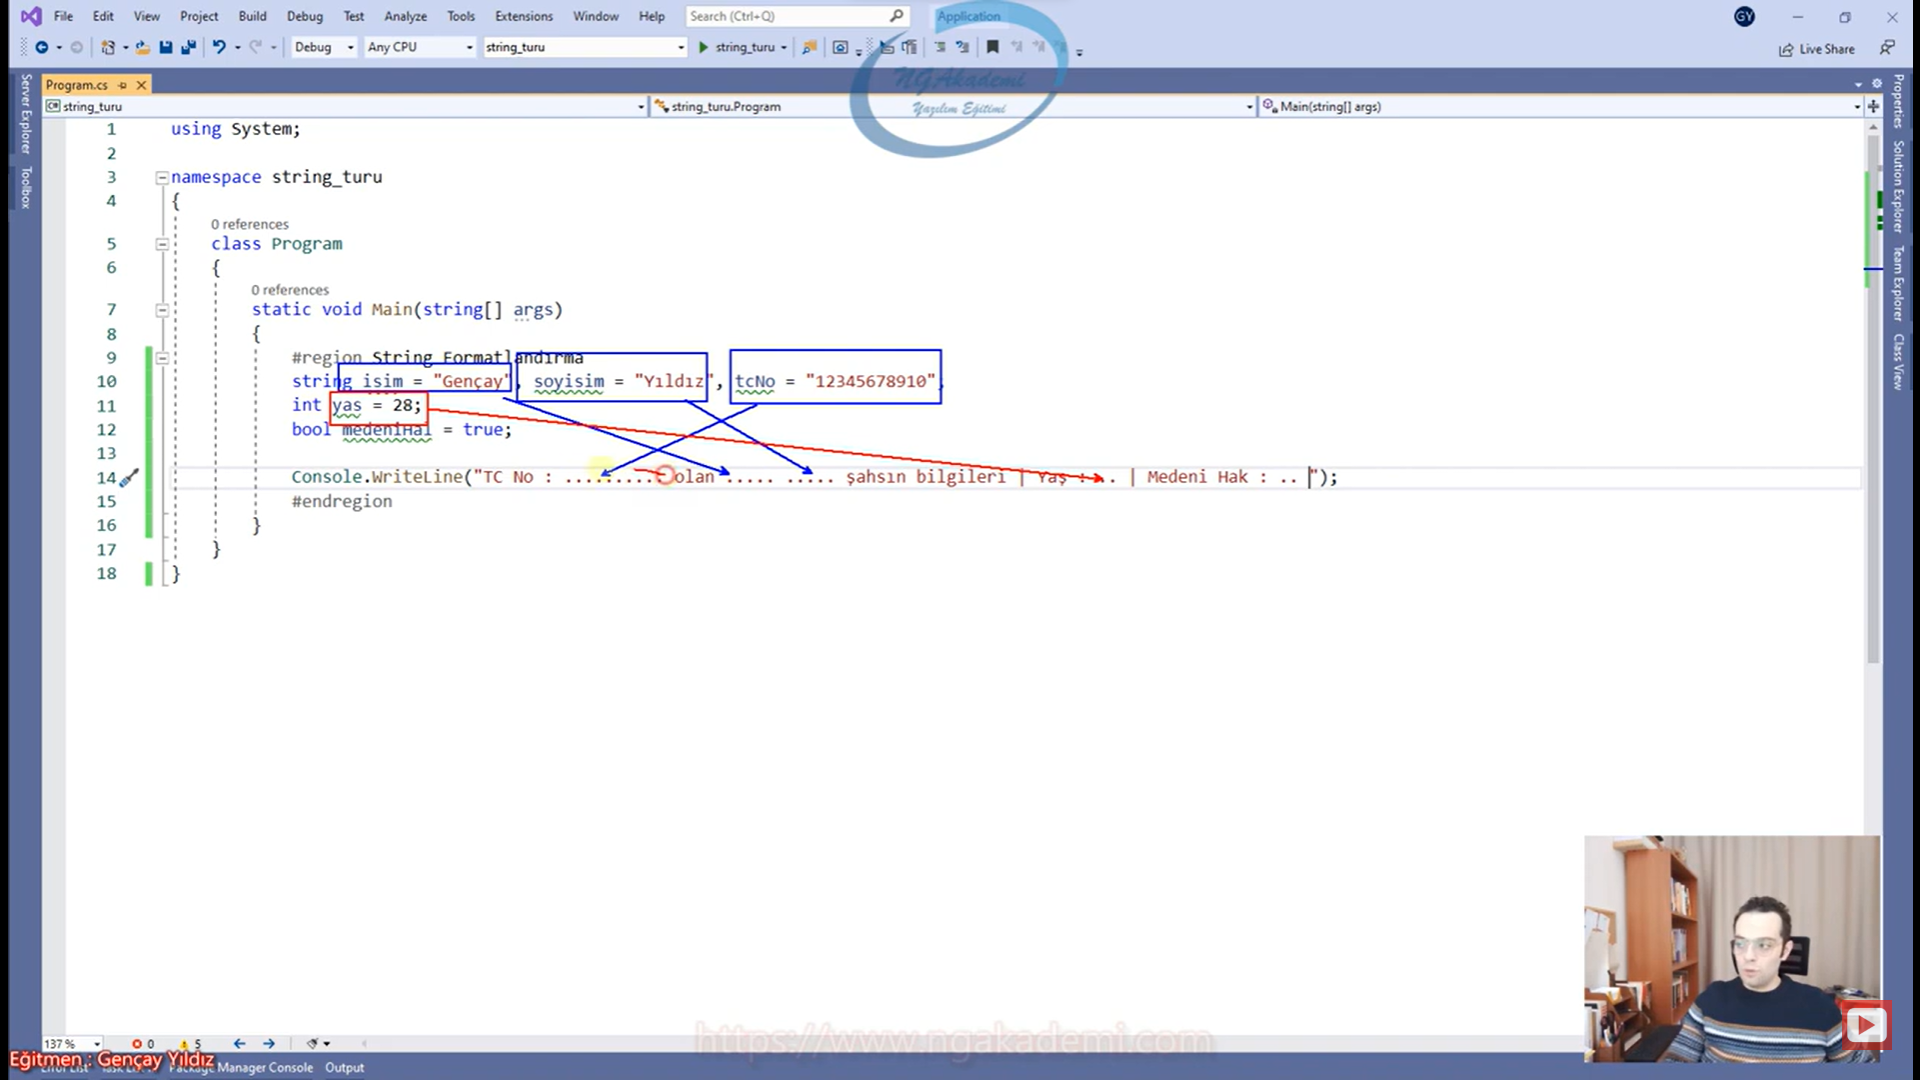 File Edit View Project Build Debug Test Analyze Tools Extensions Window Help Search (Ctrl+Q) Application GY
Debug Any CPU string_turu string_turu Live Share
NGAkademi
Yazılım Eğitimi
Program.cs
string_turu string_turu.Program Main(string[] args)
Server Explorer
Toolbox
Properties
Solution Explorer
Team Explorer
Class View
1 using System;
2
3 namespace string_turu
4 {
0 references
5 class Program
6 {
0 references
7 static void Main(string[] args)
8 {
9 #region String Formatlandırma
10 string isim = "Gençay", soyisim = "Yıldız", tcNo = "12345678910";
11 int yas = 28;
12 bool medeniHal = true;
13
14 Console.WriteLine("TC No : .......... olan ..... ..... şahsın bilgileri | Yaş : .. | Medeni Hak : .. ");
15 #endregion
16 }
17 }
18 }
137 % 0 5
https://www.ngakademi.com
Eğitmen : Gençay Yıldız
Error List Package Manager Console Output